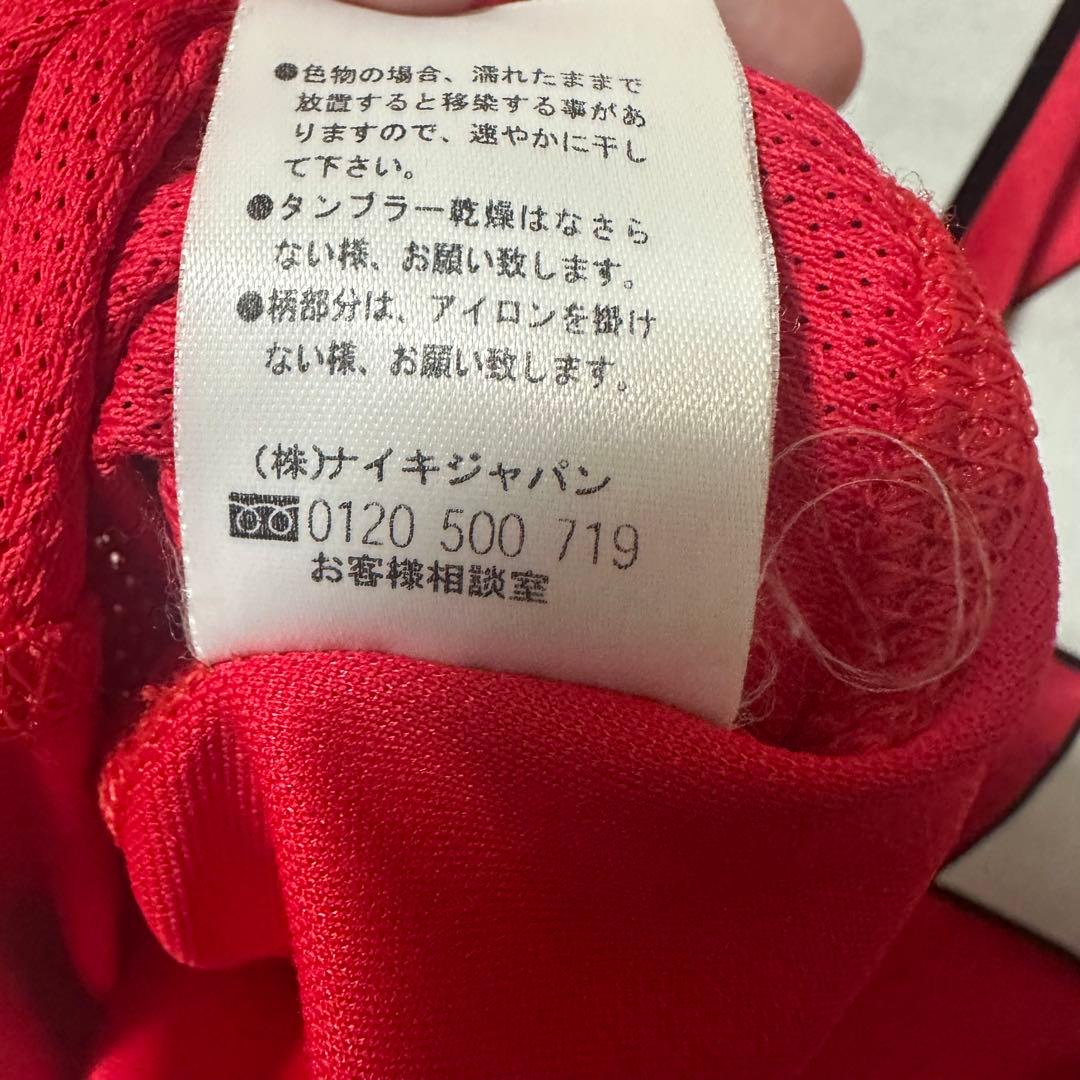 ●色物の場合、濡れたままで
放置すると移染する事があ
りますので、速やかに干し
て下さい。
●タンブラー乾燥はなさら
ない様、お願い致します。
●柄部分は、アイロンを掛け
ない様、お願い致します。
(株)ナイキジャパン
0120 500 719
お客様相談室